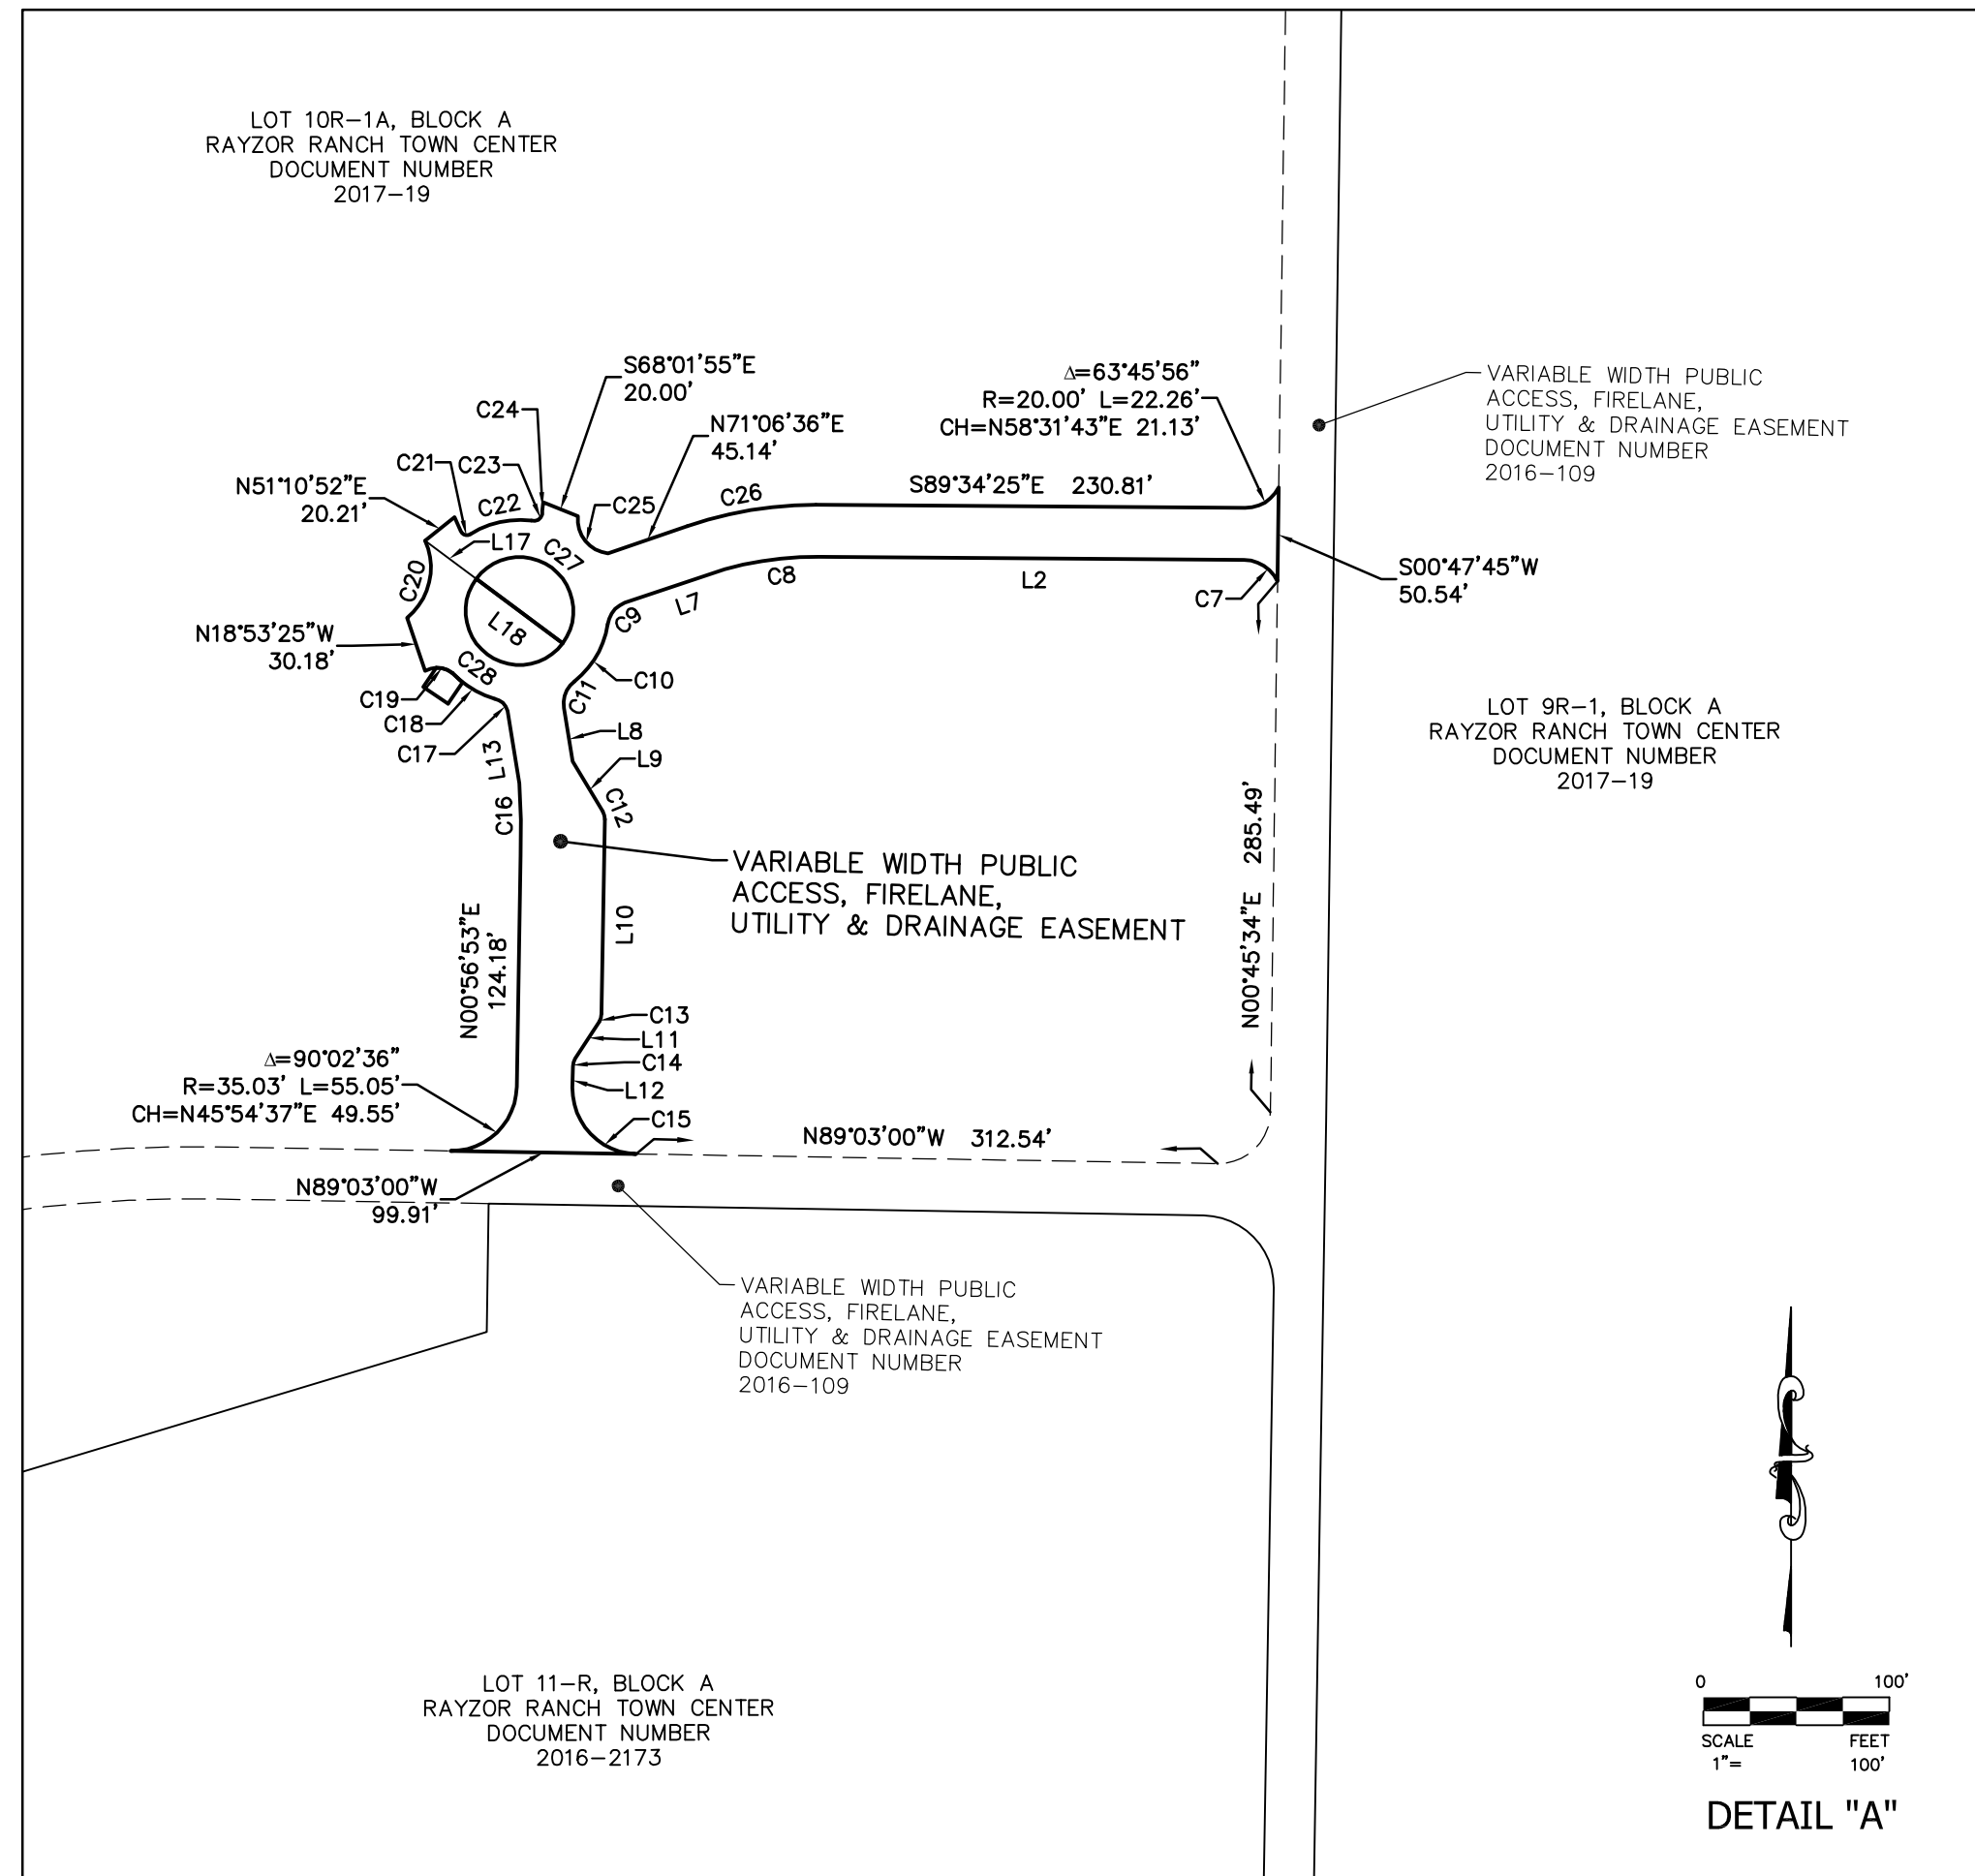 LOT 10R-1A, BLOCK A
RAYZOR RANCH TOWN CENTER
DOCUMENT NUMBER
2017-19
S68°01'55"E
20.00'
C24
N71°06'36"E
45.14'
Δ=63°45'56"
R=20.00' L=22.26'
CH=N58°31'43"E 21.13'
VARIABLE WIDTH PUBLIC
ACCESS, FIRELANE,
UTILITY & DRAINAGE EASEMENT
DOCUMENT NUMBER
2016-109
C21
C23
N51°10'52"E
20.21'
C22
C25
C26
S89°34'25"E 230.81'
L17
C27
C20
L18
C9
L7
C8
L2
C7
S00°47'45"W
50.54'
N18°53'25"W
30.18'
C28
C10
C11
C19
C18
C17
L13
L8
L9
C16
C12
LOT 9R-1, BLOCK A
RAYZOR RANCH TOWN CENTER
DOCUMENT NUMBER
2017-19
VARIABLE WIDTH PUBLIC
ACCESS, FIRELANE,
UTILITY & DRAINAGE EASEMENT
N00°45'34"E 285.49'
N00°56'53"E
124.18'
L10
C13
L11
C14
L12
C15
Δ=90°02'36"
R=35.03' L=55.05'
CH=N45°54'37"E 49.55'
N89°03'00"W 312.54'
N89°03'00"W
99.91'
VARIABLE WIDTH PUBLIC
ACCESS, FIRELANE,
UTILITY & DRAINAGE EASEMENT
DOCUMENT NUMBER
2016-109
LOT 11-R, BLOCK A
RAYZOR RANCH TOWN CENTER
DOCUMENT NUMBER
2016-2173
0 100'
SCALE FEET
1"= 100'
DETAIL "A"